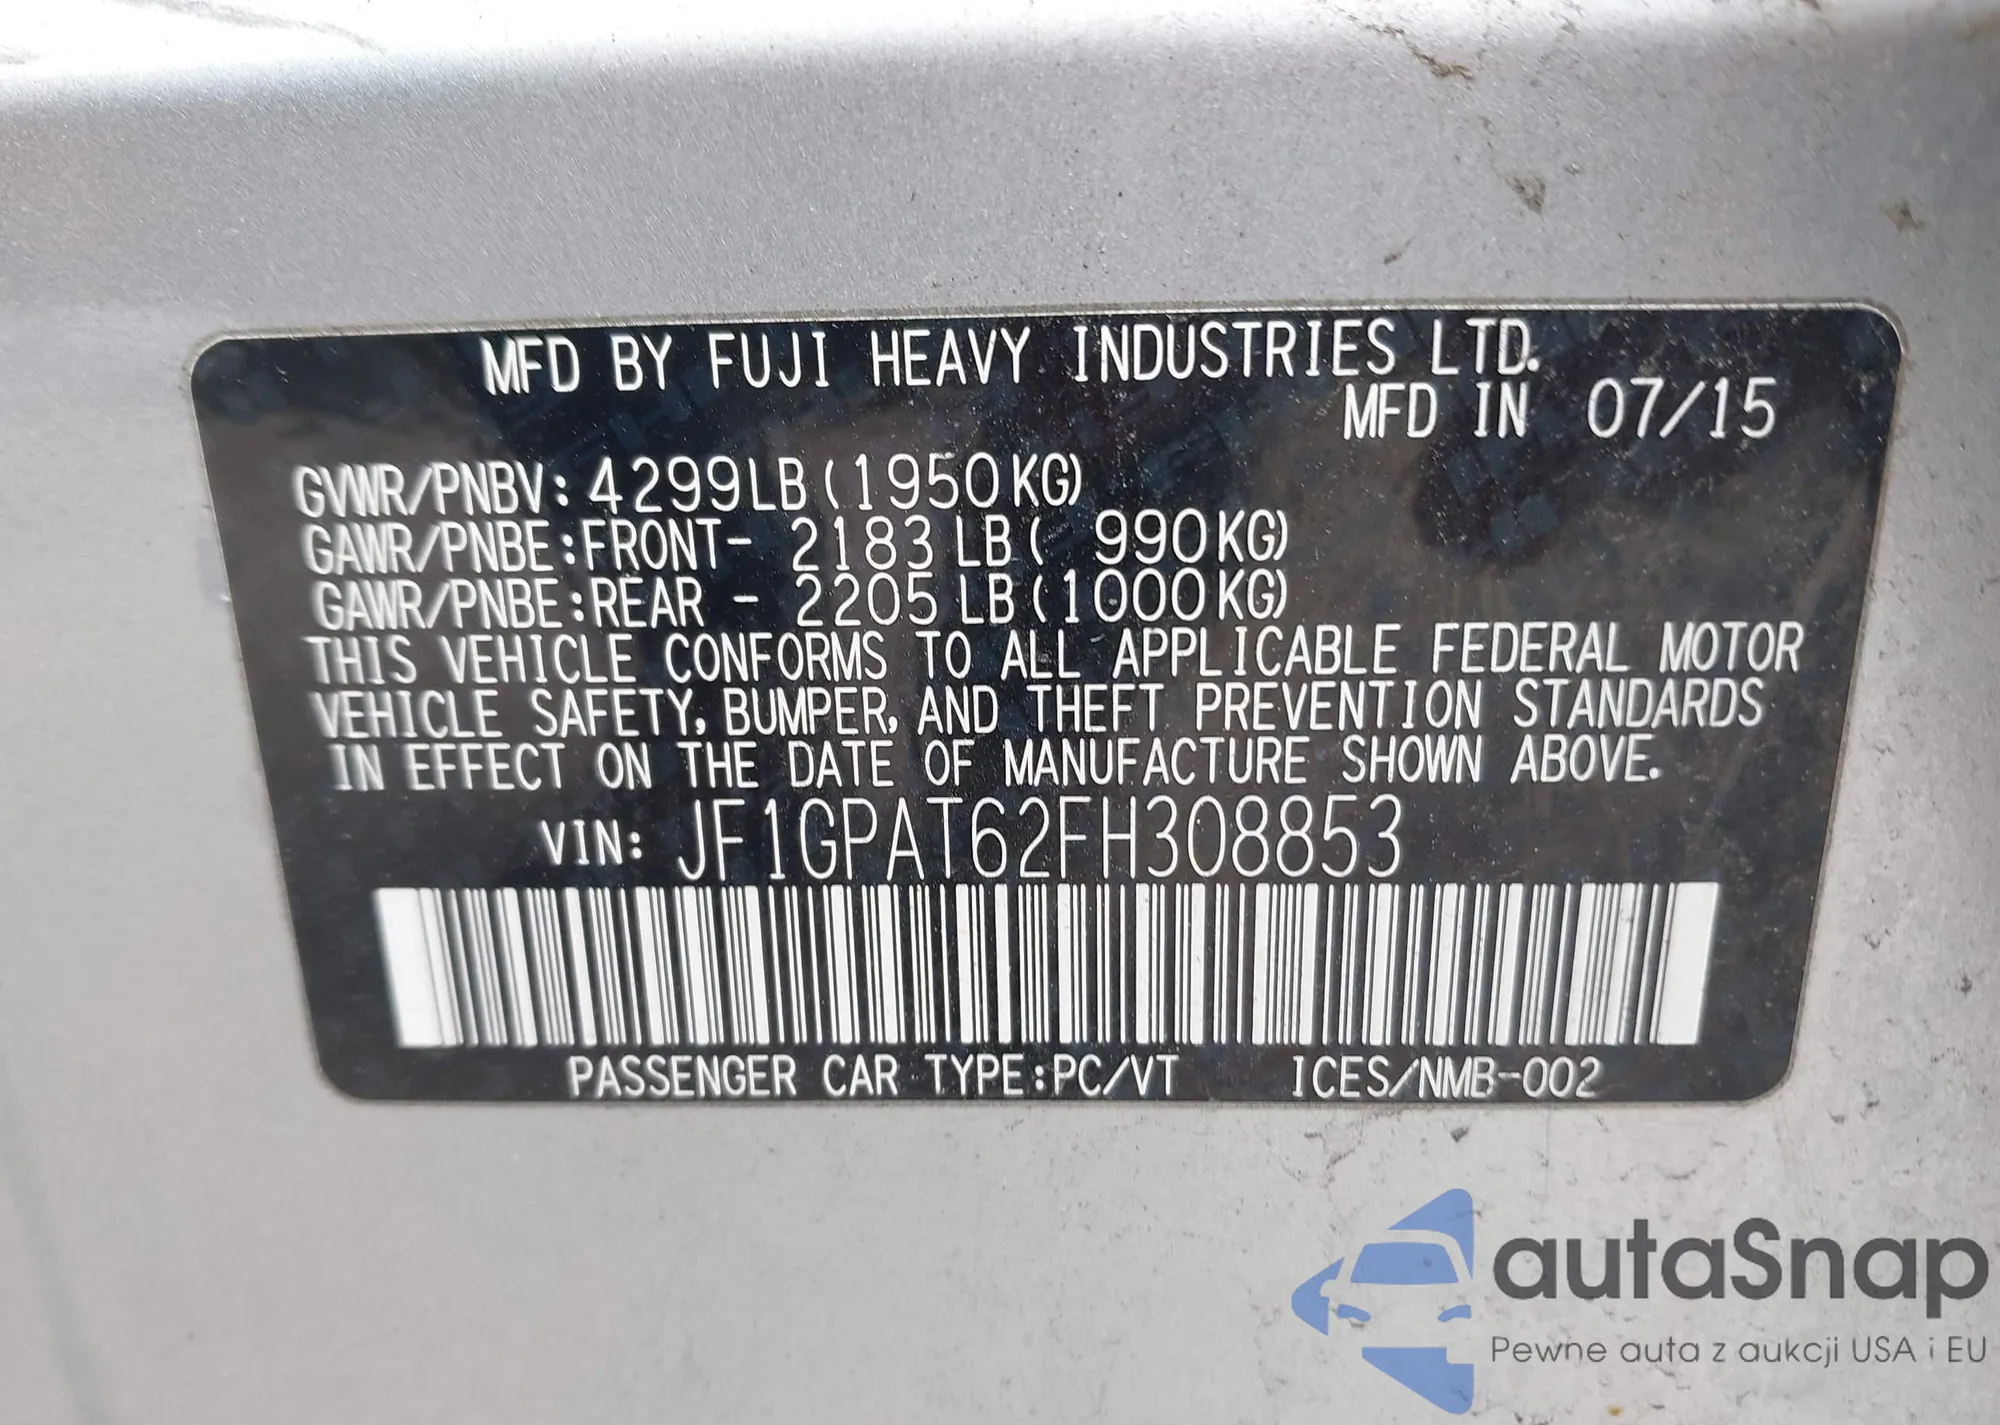 MFD BY FUJI HEAVY INDUSTRIES LTD.
MFD IN 07/15
GVWR/PNBV: 4299LB(1950KG)
GAWR/PNBE:FRONT- 2183 LB( 990KG)
GAWR/PNBE:REAR - 2205 LB(1000KG)
THIS VEHICLE CONFORMS TO ALL APPLICABLE FEDERAL MOTOR
VEHICLE SAFETY, BUMPER, AND THEFT PREVENTION STANDARDS
IN EFFECT ON THE DATE OF MANUFACTURE SHOWN ABOVE.
VIN: JF1GPAT62FH308853
PASSENGER CAR TYPE:PC/VT ICES/NMB-002
autaSnap
Pewne auta z aukcji USA i EU